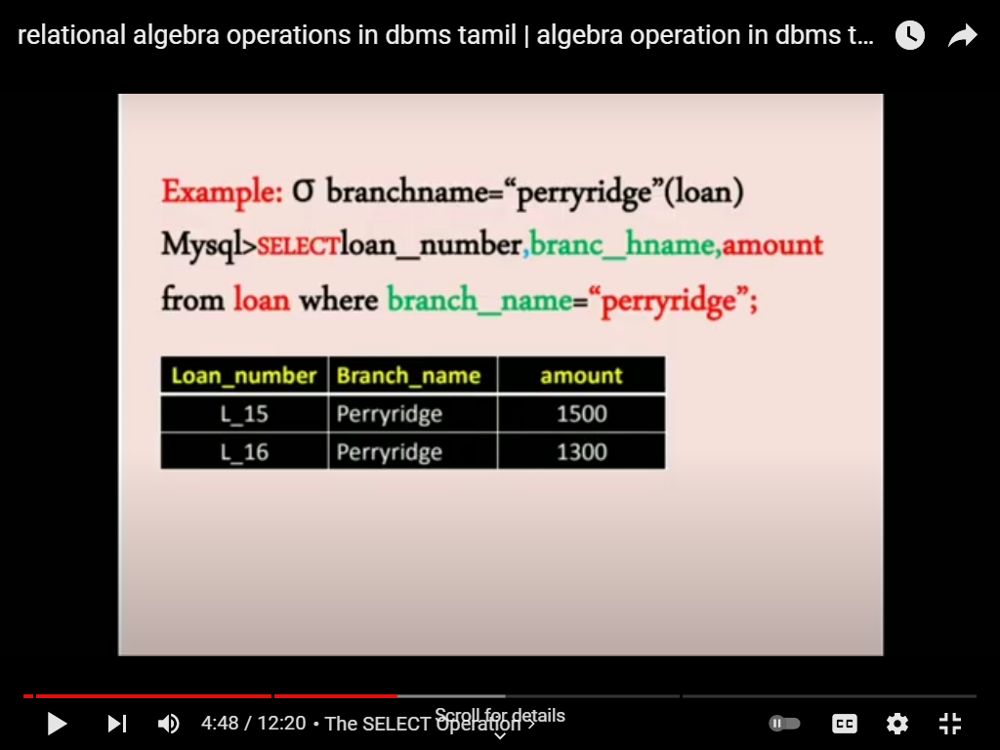 relational algebra operations in dbms tamil | algebra operation in dbms t...
Example: σ branchname=“perryridge”(loan)
Mysql>SELECTloan_number,branc_hname,amount
from loan where branch_name=“perryridge”;
Loan_number Branch_name amount
L_15 Perryridge 1500
L_16 Perryridge 1300
Scroll for details
4:48 / 12:20 • The SELECT Operation
CC